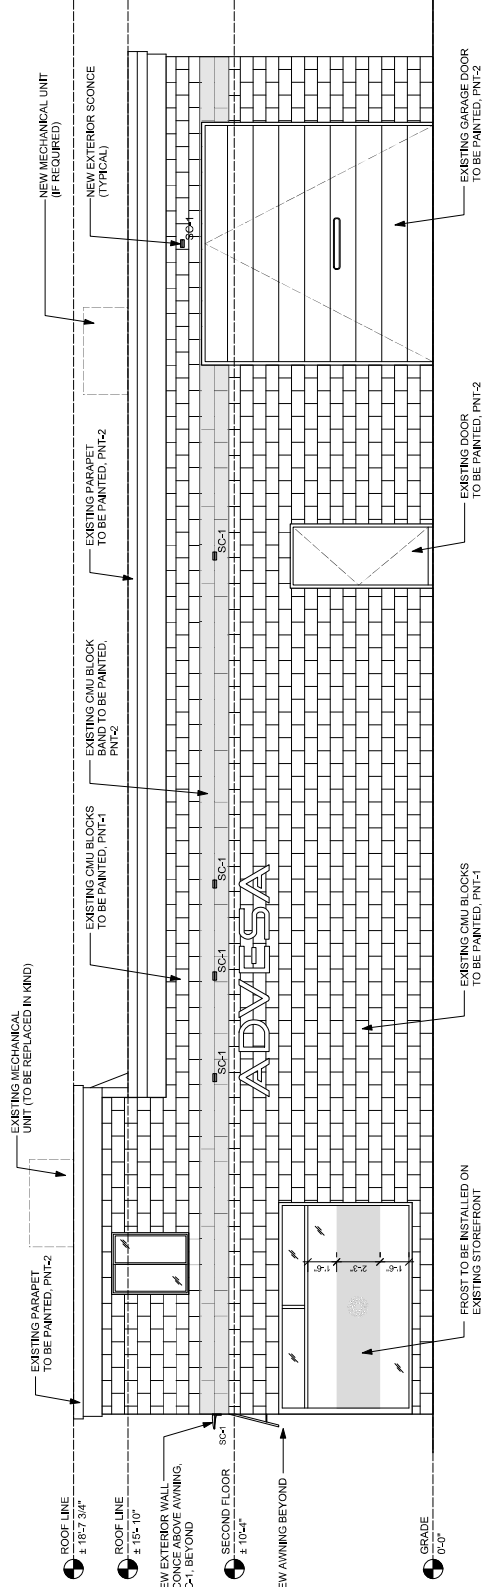 EXISTING PARAPET
TO BE PAINTED, PNT-2
EXISTING MECHANICAL
UNIT (TO BE REPLACED IN KIND)
EXISTING CMU BLOCKS
TO BE PAINTED, PNT-1
EXISTING CMU BLOCK
BAND TO BE PAINTED,
PNT-2
EXISTING PARAPET
TO BE PAINTED, PNT-2
NEW MECHANICAL UNIT
(IF REQUIRED)
NEW EXTERIOR SCONCE
(TYPICAL)
ROOF LINE
± 18'-7 3/4"
ROOF LINE
± 15'- 10"
EXTERIOR WALL
ABOVE AWNING,
BEYOND
SC-1
SC-1
SC-1
SC-1
SC-1
SC-1
SECOND FLOOR
± 10'-4"
ADVESA
AWNING BEYOND
1'-6"
2'-3"
1'-6"
GRADE
0'-0"
FROST TO BE INSTALLED ON
EXISTING STOREFRONT
EXISTING CMU BLOCKS
TO BE PAINTED, PNT-1
EXISTING DOOR
TO BE PAINTED, PNT-2
EXISTING GARAGE DOOR
TO BE PAINTED, PNT-2